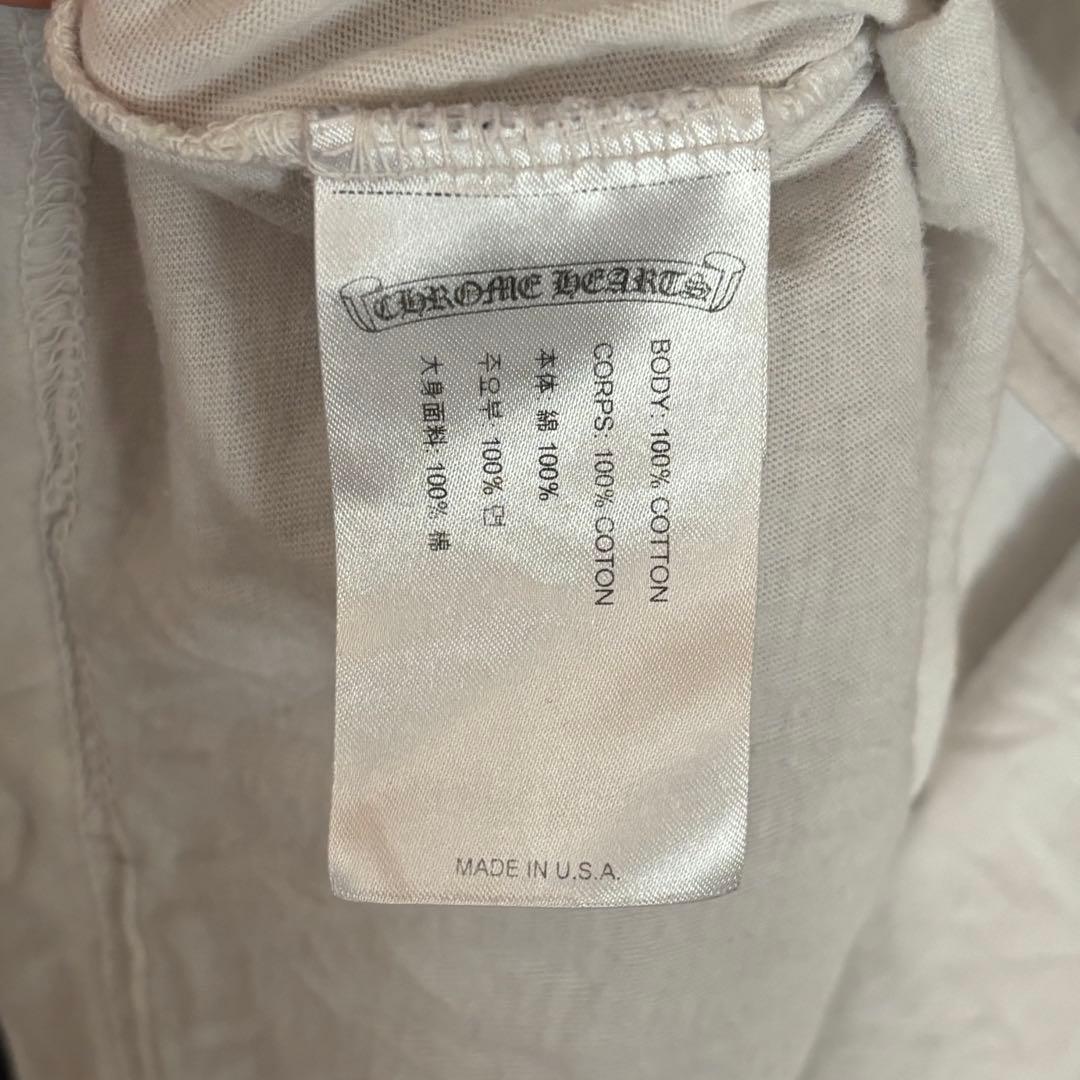 CHROME HEARTS
BODY: 100% COTTON
CORPS: 100% COTON
本体 綿 100%
주요부: 100% 면
大身面料: 100% 棉
MADE IN U.S.A.